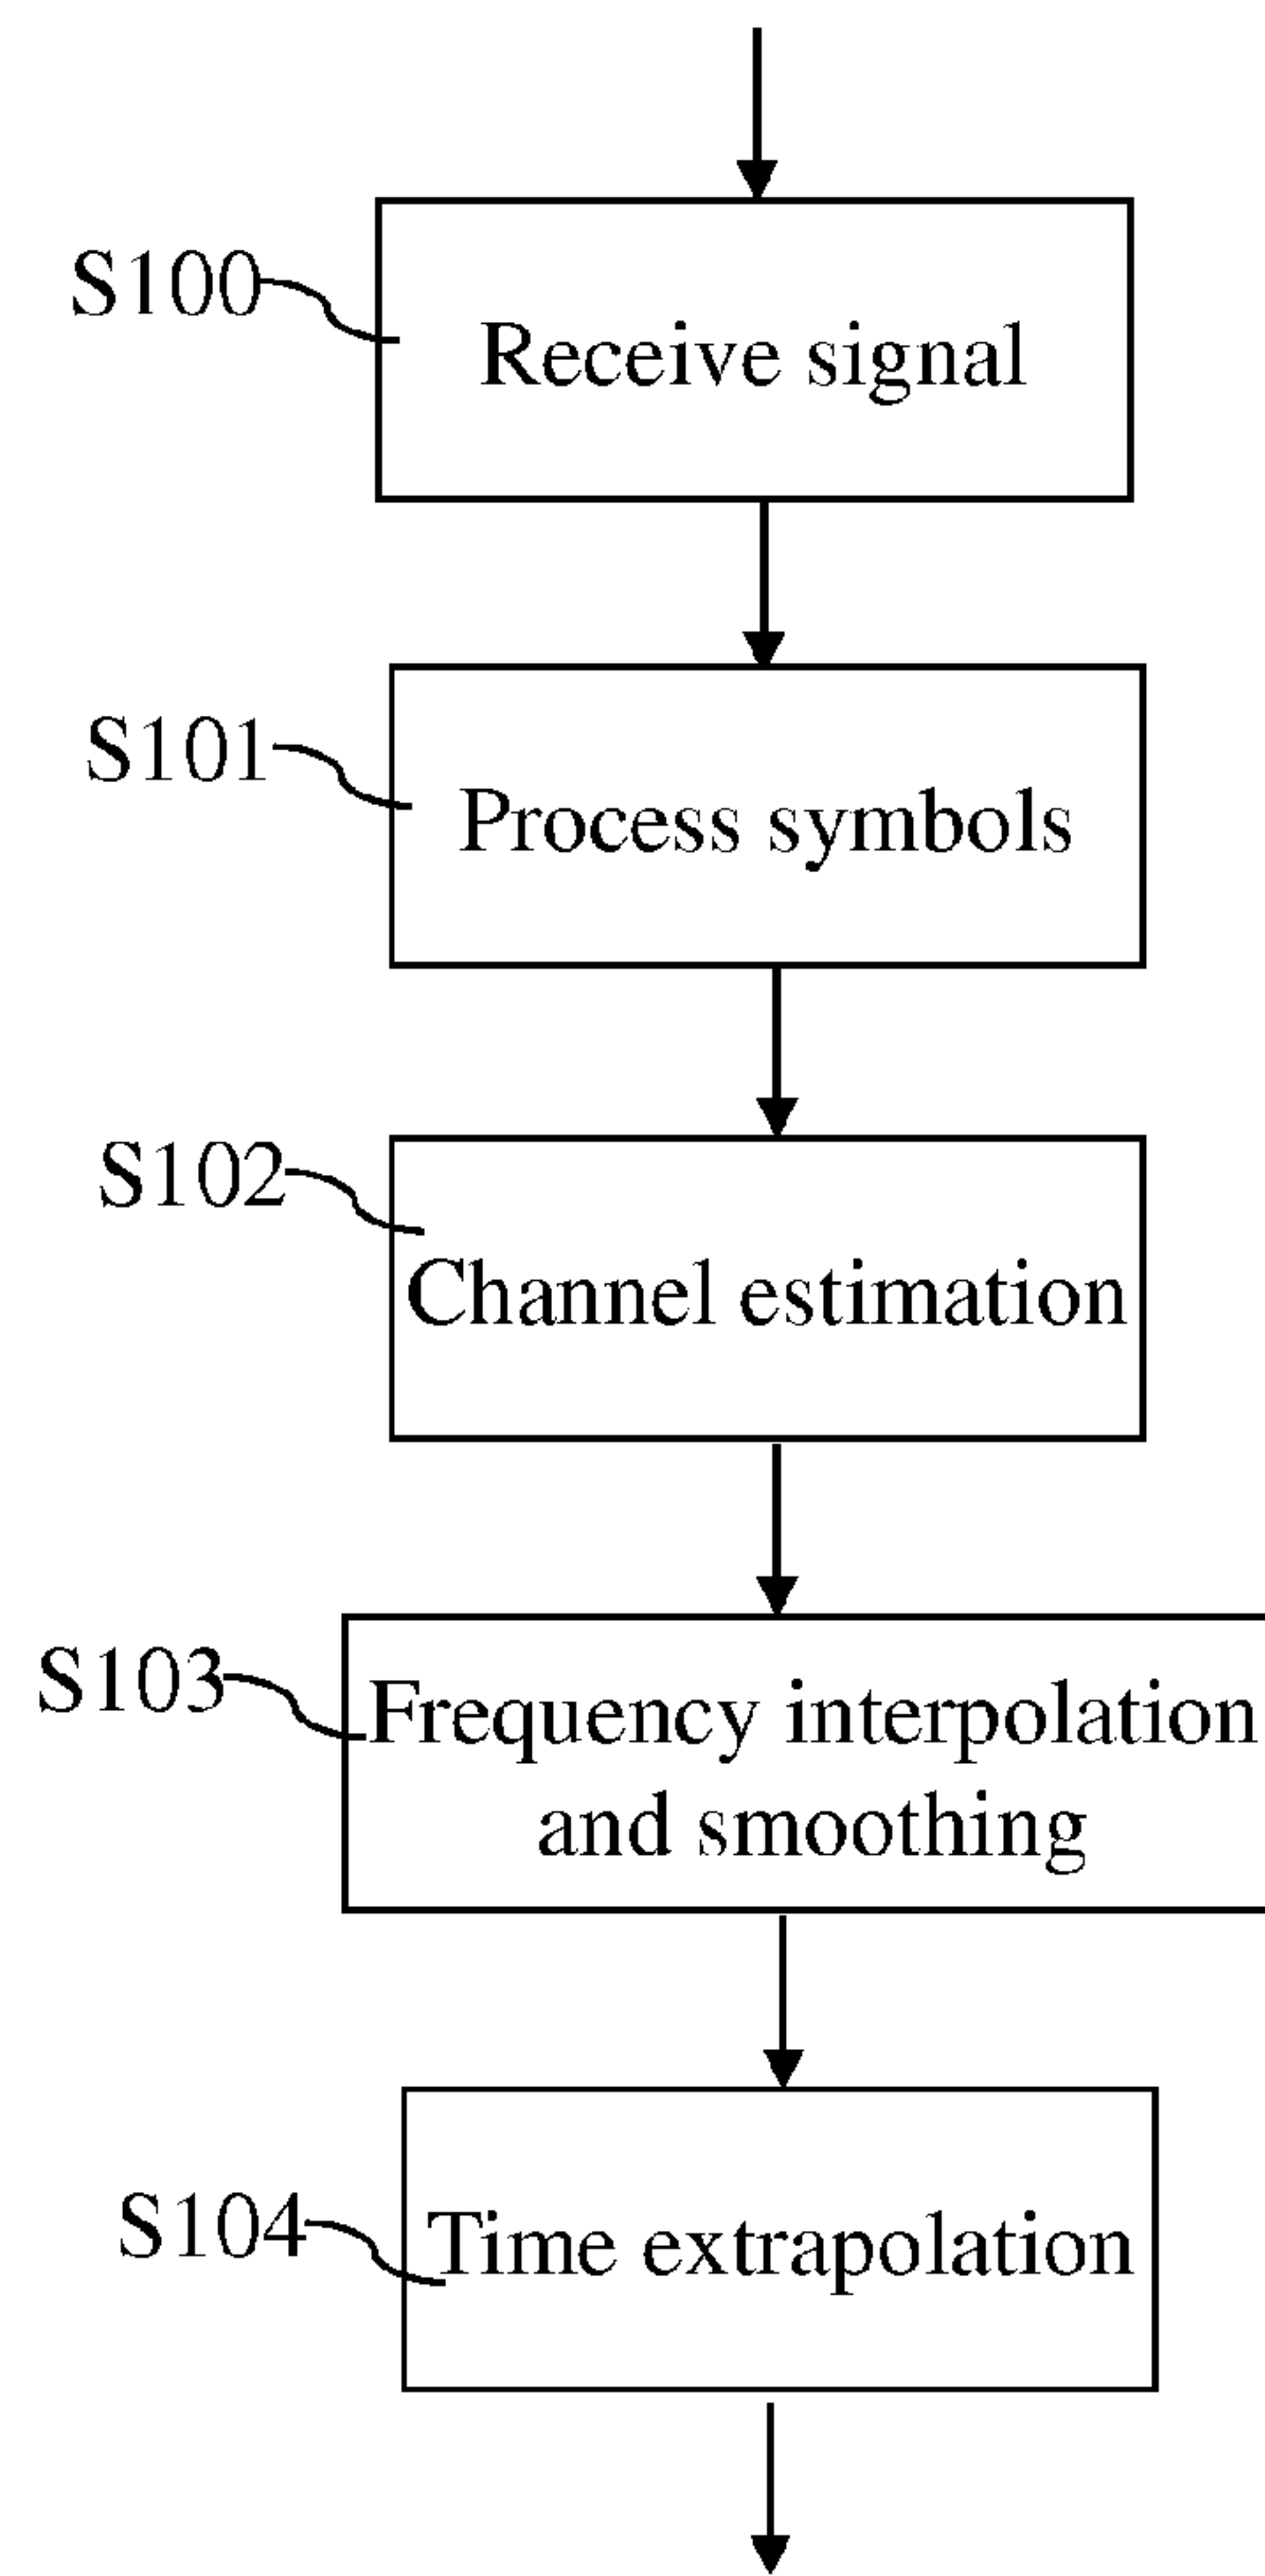 S100
Receive signal
S101
Process symbols
S102
Channel estimation
S103
Frequency interpolation
and smoothing
S104
Time extrapolation